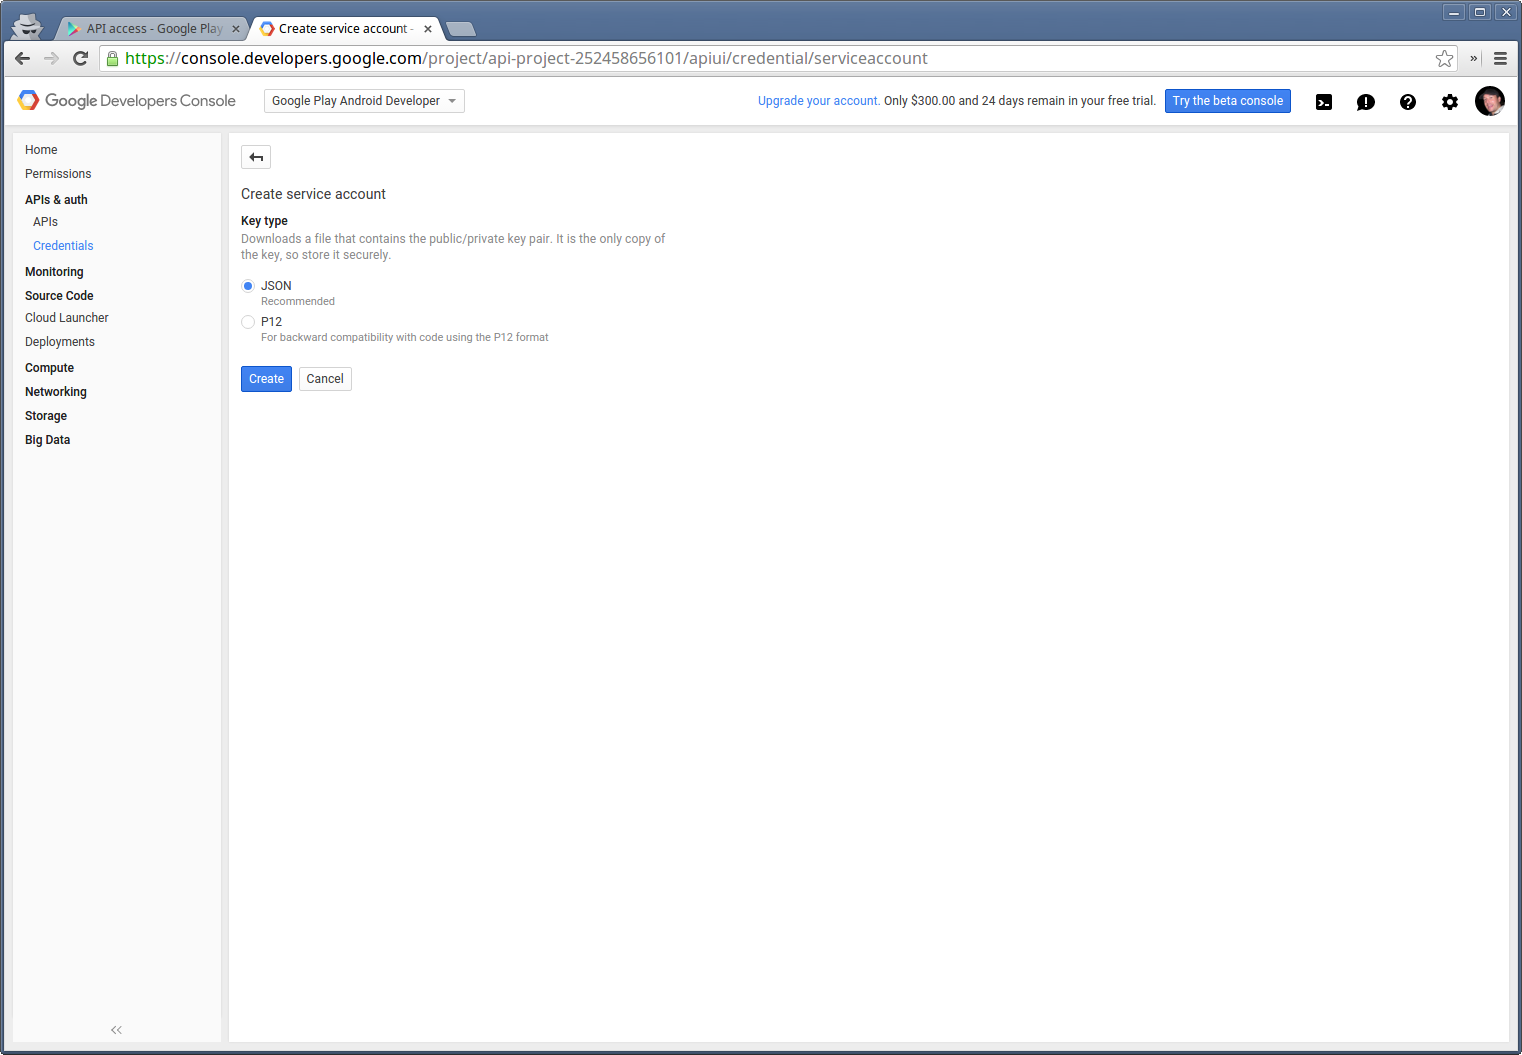 API access - Google Play
Create service account -
https://console.developers.google.com/project/api-project-252458656101/apiui/credential/serviceaccount
Google Developers Console
Google Play Android Developer
Upgrade your account. Only $300.00 and 24 days remain in your free trial.
Try the beta console
Home
Permissions
APIs & auth
APIs
Credentials
Monitoring
Source Code
Cloud Launcher
Deployments
Compute
Networking
Storage
Big Data
Create service account
Key type
Downloads a file that contains the public/private key pair. It is the only copy of
the key, so store it securely.
JSON
Recommended
P12
For backward compatibility with code using the P12 format
Create
Cancel